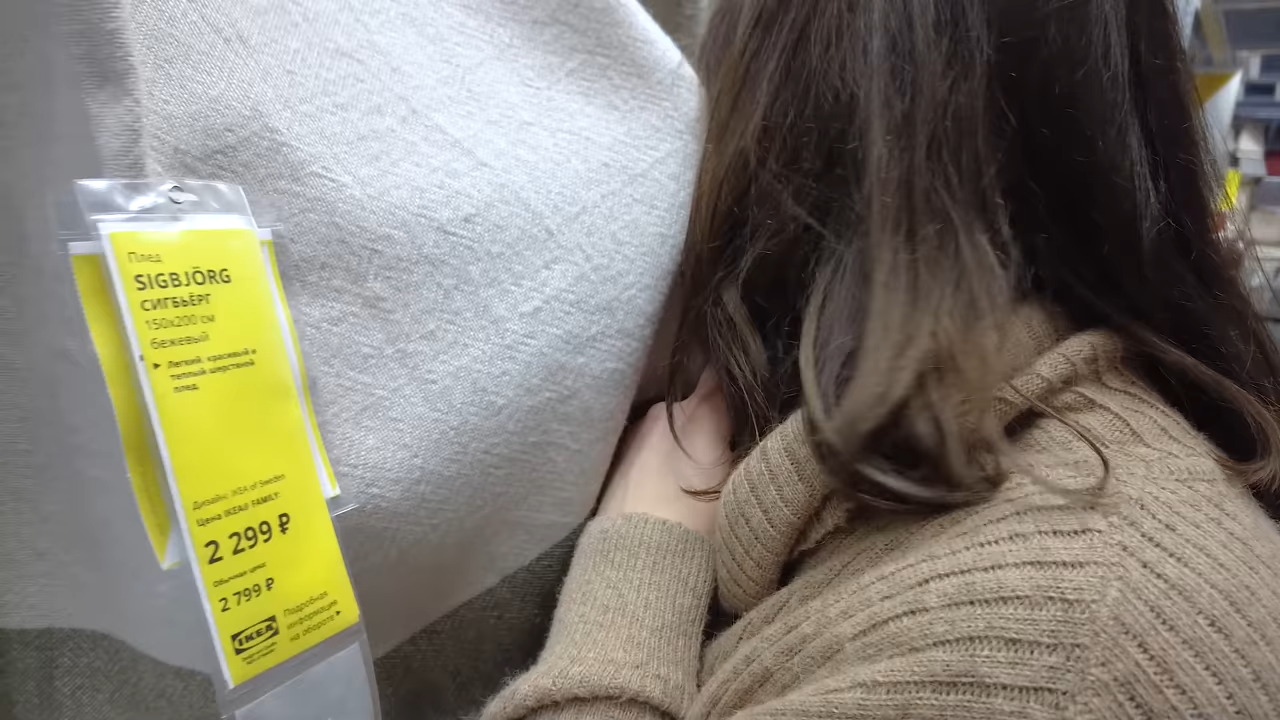 Плед
SIGBJÖRG
СИГБЬЁРГ
150x200 см
бежевый
► Легкий, красивый и
теплый шерстяной
плед.
Дизайн: IKEA of Sweden
Цена IKEA FAMILY:
2 299 ₽
Обычная цена:
2 799 ₽
IKEA
Подробная
информация
на обороте ►